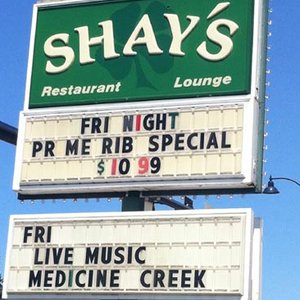 SHAY'S
Restaurant Lounge
FRI NIGHT
PR ME RIB SPECIAL
$10 99
FRI
LIVE MUSIC
MEDICINE CREEK